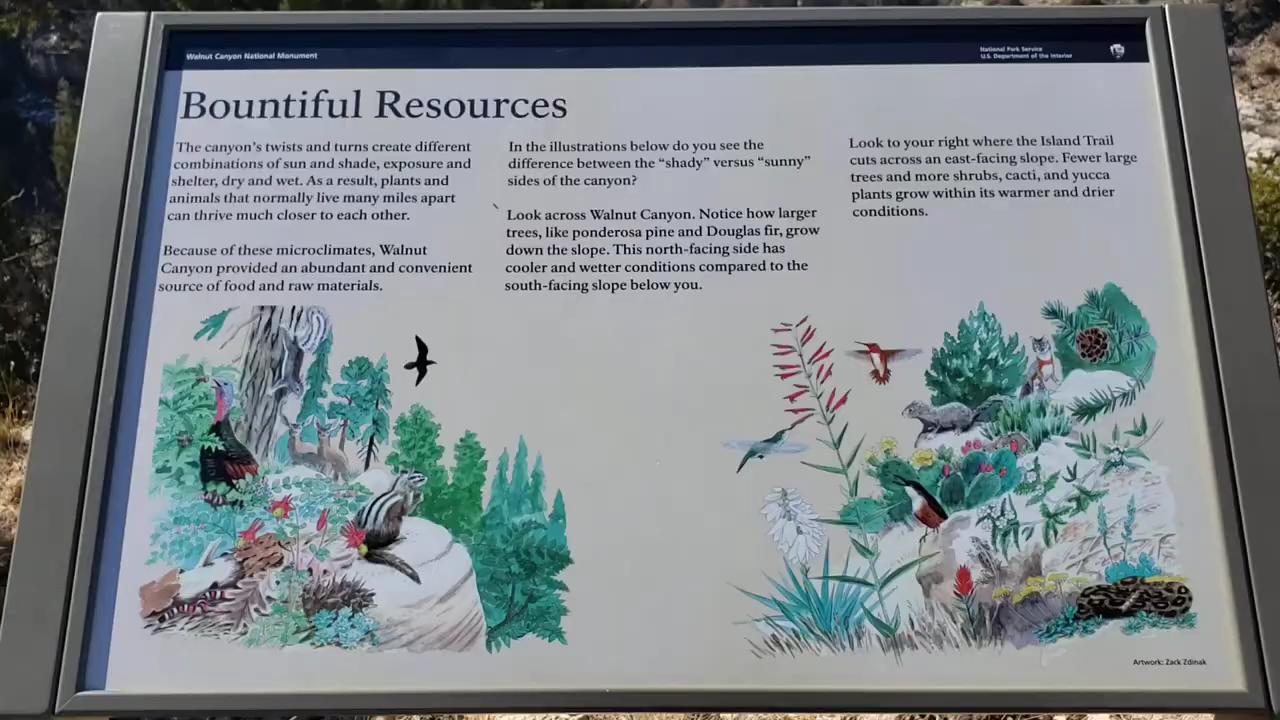 Walnut Canyon National Monument
National Park Service
U.S. Department of the Interior
Bountiful Resources
The canyon's twists and turns create different
combinations of sun and shade, exposure and
shelter, dry and wet. As a result, plants and
animals that normally live many miles apart
can thrive much closer to each other.
Because of these microclimates, Walnut
Canyon provided an abundant and convenient
source of food and raw materials.
In the illustrations below do you see the
difference between the “shady” versus “sunny”
sides of the canyon?
Look across Walnut Canyon. Notice how larger
trees, like ponderosa pine and Douglas fir, grow
down the slope. This north-facing side has
cooler and wetter conditions compared to the
south-facing slope below you.
Look to your right where the Island Trail
cuts across an east-facing slope. Fewer large
trees and more shrubs, cacti, and yucca
plants grow within its warmer and drier
conditions.
Artwork: Zack Zdinak